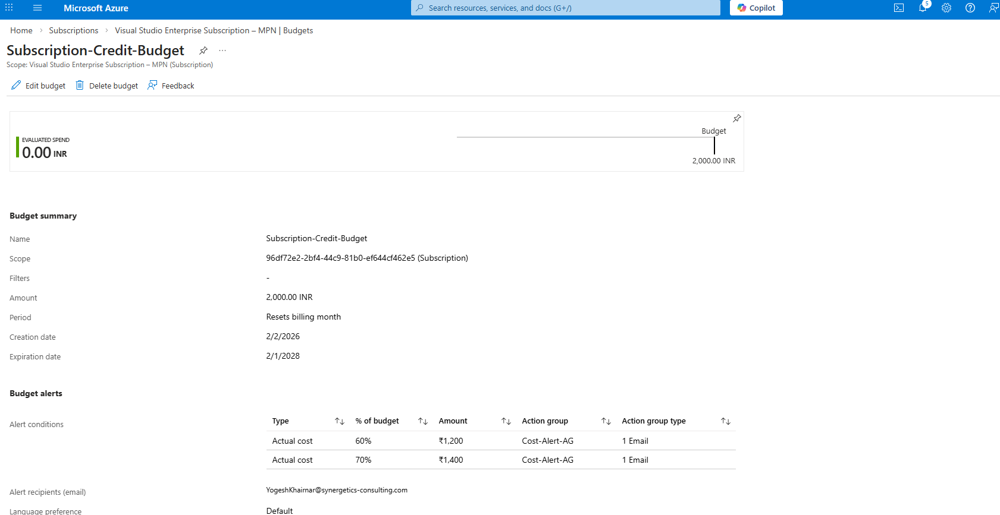 Microsoft Azure
Search resources, services, and docs (G+/)
Copilot
5
Home > Subscriptions > Visual Studio Enterprise Subscription – MPN | Budgets
Subscription-Credit-Budget ...
Scope: Visual Studio Enterprise Subscription – MPN (Subscription)
Edit budget Delete budget Feedback
Budget
EVALUATED SPEND
0.00 INR
2,000.00 INR
Budget summary
Name Subscription-Credit-Budget
Scope 96df72e2-2bf4-44c9-81b0-ef644cf462e5 (Subscription)
Filters -
Amount 2,000.00 INR
Period Resets billing month
Creation date 2/2/2026
Expiration date 2/1/2028
Budget alerts
Alert conditions
Type ↑↓ % of budget ↑↓ Amount ↑↓ Action group ↑↓ Action group type ↑↓
Actual cost 60% ₹1,200 Cost-Alert-AG 1 Email
Actual cost 70% ₹1,400 Cost-Alert-AG 1 Email
Alert recipients (email) YogeshKhairnar@synergetics-consulting.com
Language preference Default